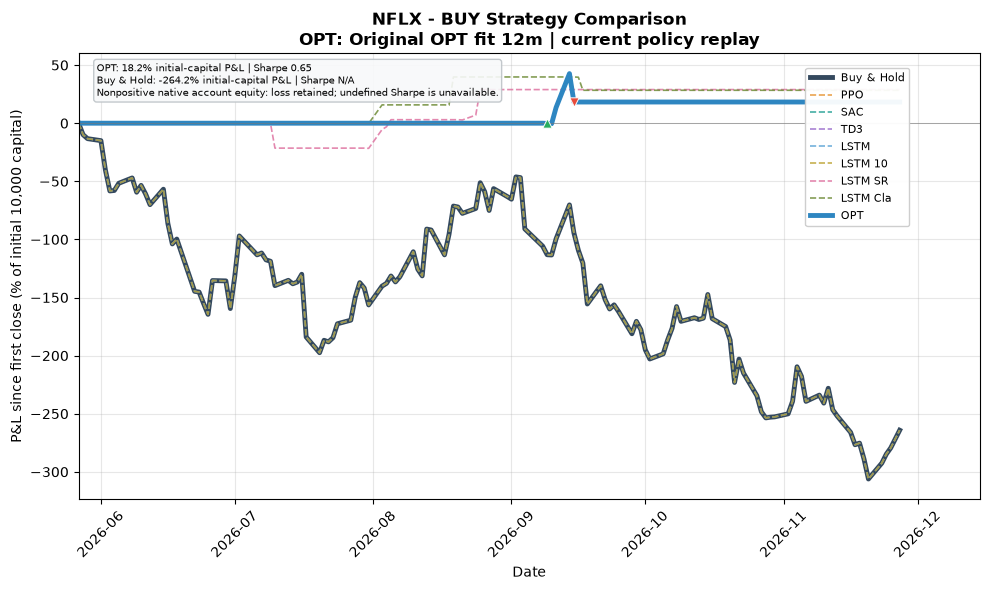 NFLX - BUY Strategy Comparison
OPT: Original OPT fit 12m | current policy replay
OPT: 18.2% initial-capital P&L | Sharpe 0.65
Buy & Hold: -264.2% initial-capital P&L | Sharpe N/A
Nonpositive native account equity: loss retained; undefined Sharpe is unavailable.
Buy & Hold
PPO
SAC
TD3
LSTM
LSTM 10
LSTM SR
LSTM Cla
OPT
P&L since first close (% of initial 10,000 capital)
50
0
−50
−100
−150
−200
−250
−300
2026-06
2026-07
2026-08
2026-09
2026-10
2026-11
2026-12
Date